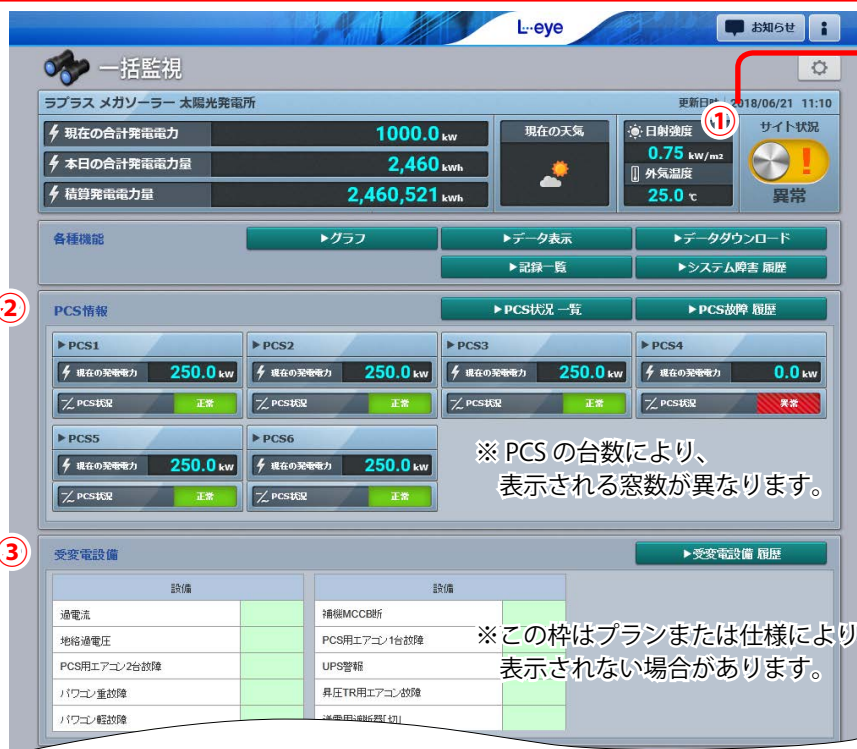 L・eye
お知らせ
一括監視
ラプラス メガソーラー 太陽光発電所
更新日時 2018/06/21 11:10
①
現在の合計発電電力 1000.0 kw
本日の合計発電電力量 2,460 kwh
積算発電電力量 2,460,521 kwh
現在の天気
日射強度
0.75 kw/m2
外気温度
25.0 ℃
サイト状況
異常
各種機能
▶グラフ
▶データ表示
▶データダウンロード
▶記録一覧
▶システム障害 履歴
②
PCS情報
▶PCS状況 一覧
▶PCS故障 履歴
▶PCS1
現在の発電電力 250.0 kw
PCS状況 正常
▶PCS2
現在の発電電力 250.0 kw
PCS状況 正常
▶PCS3
現在の発電電力 250.0 kw
PCS状況 正常
▶PCS4
現在の発電電力 0.0 kw
PCS状況 異常
▶PCS5
現在の発電電力 250.0 kw
PCS状況 正常
▶PCS6
現在の発電電力 250.0 kw
PCS状況 正常
※ PCS の台数により、
表示される窓数が異なります。
③
受変電設備
▶受変電設備 履歴
設備
過電流
地絡過電圧
PCS用エアコン2台故障
パワコン重故障
パワコン軽故障
設備
補機MCCB断
PCS用エアコン1台故障
UPS警報
昇圧TR用エアコン故障
※この枠はプランまたは仕様により
表示されない場合があります。